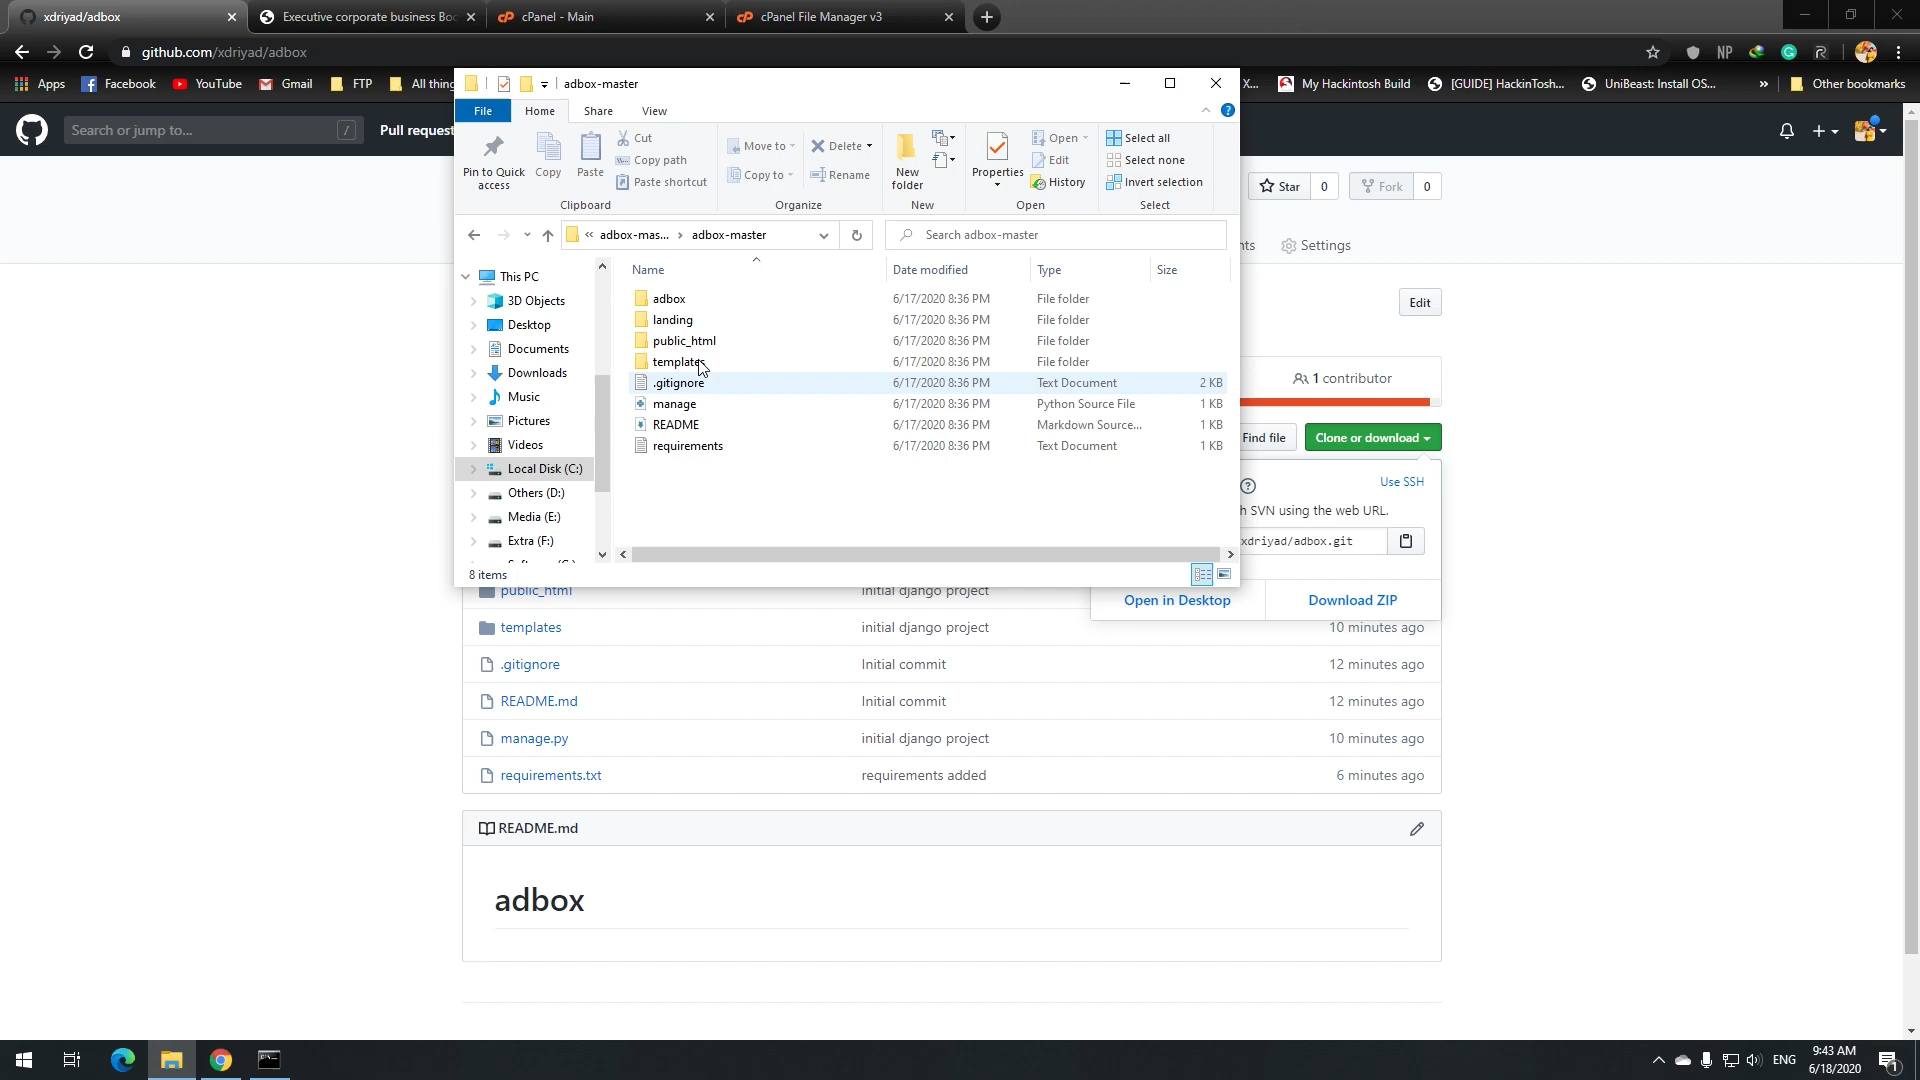 xdriyad/adbox
Executive corporate business Boo
cPanel - Main
cPanel File Manager v3
github.com/xdriyad/adbox
NP
Apps
Facebook
YouTube
Gmail
FTP
All thing
X...
My Hackintosh Build
[GUIDE] HackinTosh...
UniBeast: Install OS...
»
Other bookmarks
Search or jump to...
/
Pull request
adbox-master
File
Home
Share
View
Pin to Quick access
Copy
Paste
Cut
Copy path
Paste shortcut
Clipboard
Move to
Copy to
Delete
Rename
Organize
New folder
New
Properties
Open
Edit
History
Open
Select all
Select none
Invert selection
Select
« adbox-mas... › adbox-master
Search adbox-master
Star 0
Fork 0
nts
Settings
Edit
This PC
3D Objects
Desktop
Documents
Downloads
Music
Pictures
Videos
Local Disk (C:)
Others (D:)
Media (E:)
Extra (F:)
Name Date modified Type Size
adbox 6/17/2020 8:36 PM File folder
landing 6/17/2020 8:36 PM File folder
public_html 6/17/2020 8:36 PM File folder
templates 6/17/2020 8:36 PM File folder
.gitignore 6/17/2020 8:36 PM Text Document 2 KB
manage 6/17/2020 8:36 PM Python Source File 1 KB
README 6/17/2020 8:36 PM Markdown Source... 1 KB
requirements 6/17/2020 8:36 PM Text Document 1 KB
8 items
1 contributor
Find file
Clone or download
Use SSH
h SVN using the web URL.
xdriyad/adbox.git
Open in Desktop
Download ZIP
public_html initial django project
templates initial django project 10 minutes ago
.gitignore Initial commit 12 minutes ago
README.md Initial commit 12 minutes ago
manage.py initial django project 10 minutes ago
requirements.txt requirements added 6 minutes ago
README.md
adbox
ENG
9:43 AM
6/18/2020
1